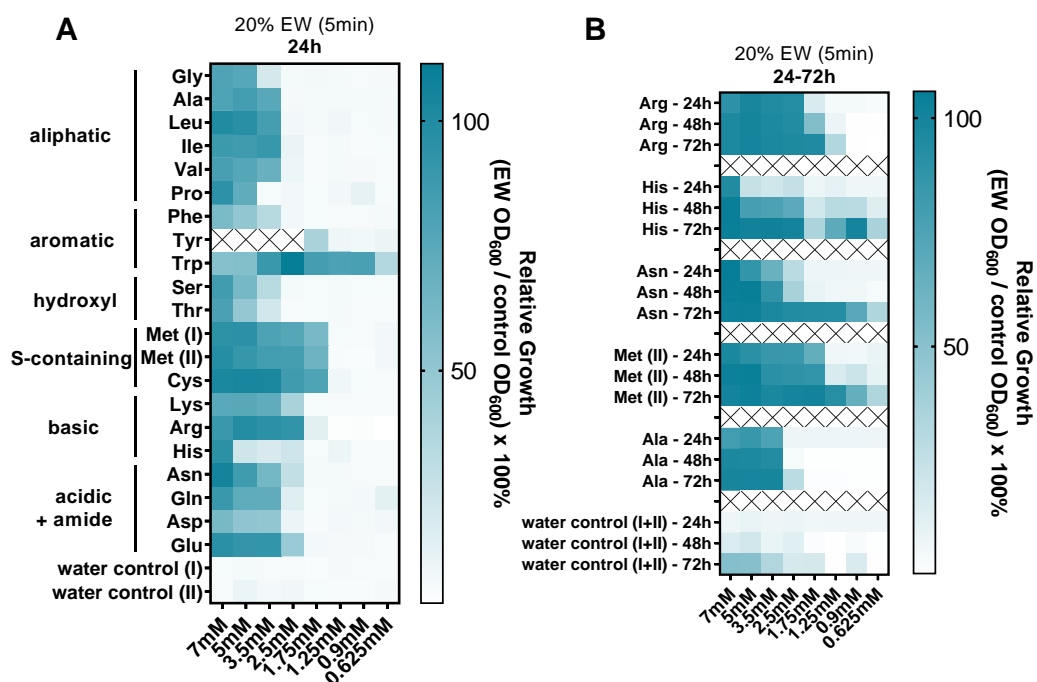 A
20% EW (5min)
24h
aliphatic
Gly
Ala
Leu
Ile
Val
Pro
aromatic
Phe
Tyr
Trp
hydroxyl
Ser
Thr
S-containing
Met (I)
Met (II)
Cys
basic
Lys
Arg
His
acidic
+ amide
Asn
Gln
Asp
Glu
water control (I)
water control (II)
7mM
5mM
3.5mM
2.5mM
1.75mM
1.25mM
0.9mM
0.625mM
100
50
Relative Growth
(EW OD600 / control OD600) x 100%
B
20% EW (5min)
24-72h
Arg - 24h
Arg - 48h
Arg - 72h
His - 24h
His - 48h
His - 72h
Asn - 24h
Asn - 48h
Asn - 72h
Met (II) - 24h
Met (II) - 48h
Met (II) - 72h
Ala - 24h
Ala - 48h
Ala - 72h
water control (I+II) - 24h
water control (I+II) - 48h
water control (I+II) - 72h
7mM
5mM
3.5mM
2.5mM
1.75mM
1.25mM
0.9mM
0.625mM
100
50
Relative Growth
(EW OD600 / control OD600) x 100%